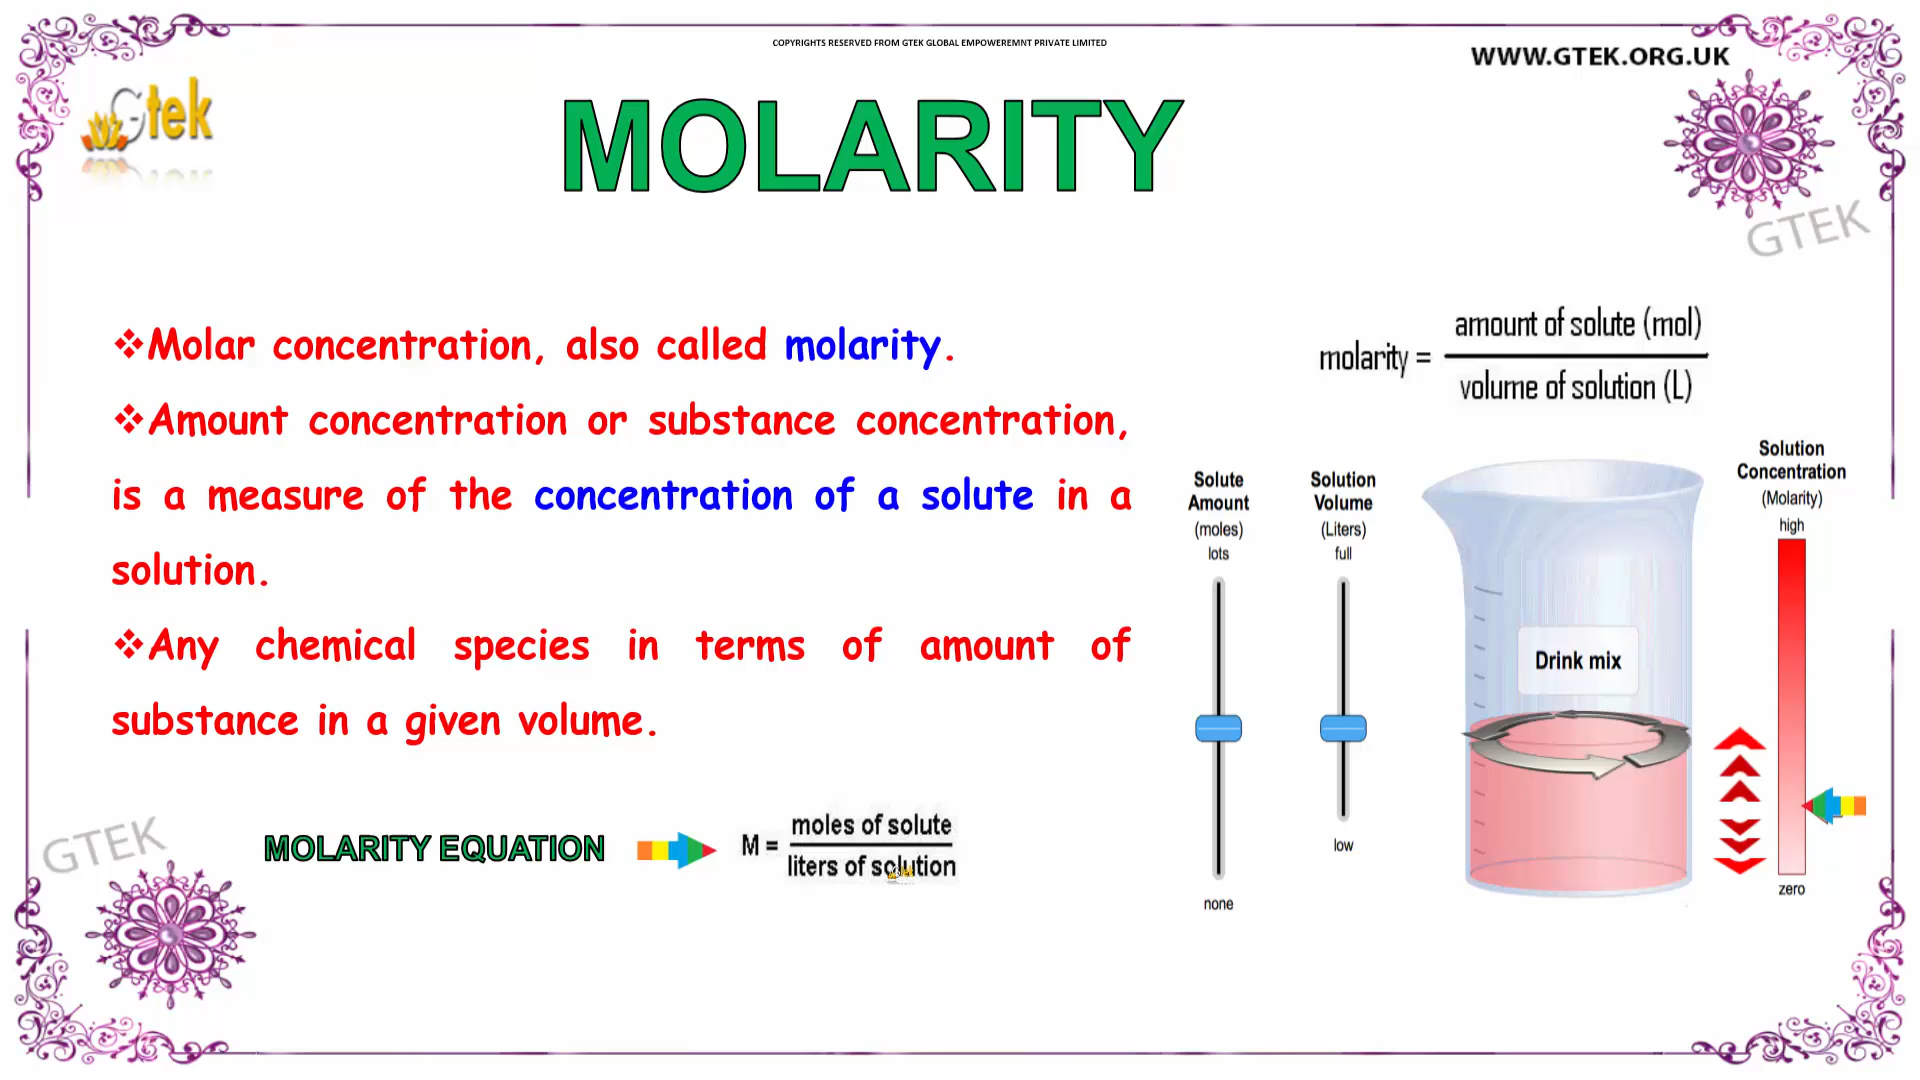 COPYRIGHTS RESERVED FROM GTEK GLOBAL EMPOWEREMNT PRIVATE LIMITED
WWW.GTEK.ORG.UK
Gtek
MOLARITY
GTEK
❖Molar concentration, also called molarity.
❖Amount concentration or substance concentration,
is a measure of the concentration of a solute in a
solution.
❖Any chemical species in terms of amount of
substance in a given volume.
MOLARITY EQUATION
M =
moles of solute
liters of solution
GTEK
molarity =
amount of solute (mol)
volume of solution (L)
Solute
Amount
(moles)
lots
none
Solution
Volume
(Liters)
full
low
Drink mix
Solution
Concentration
(Molarity)
high
zero